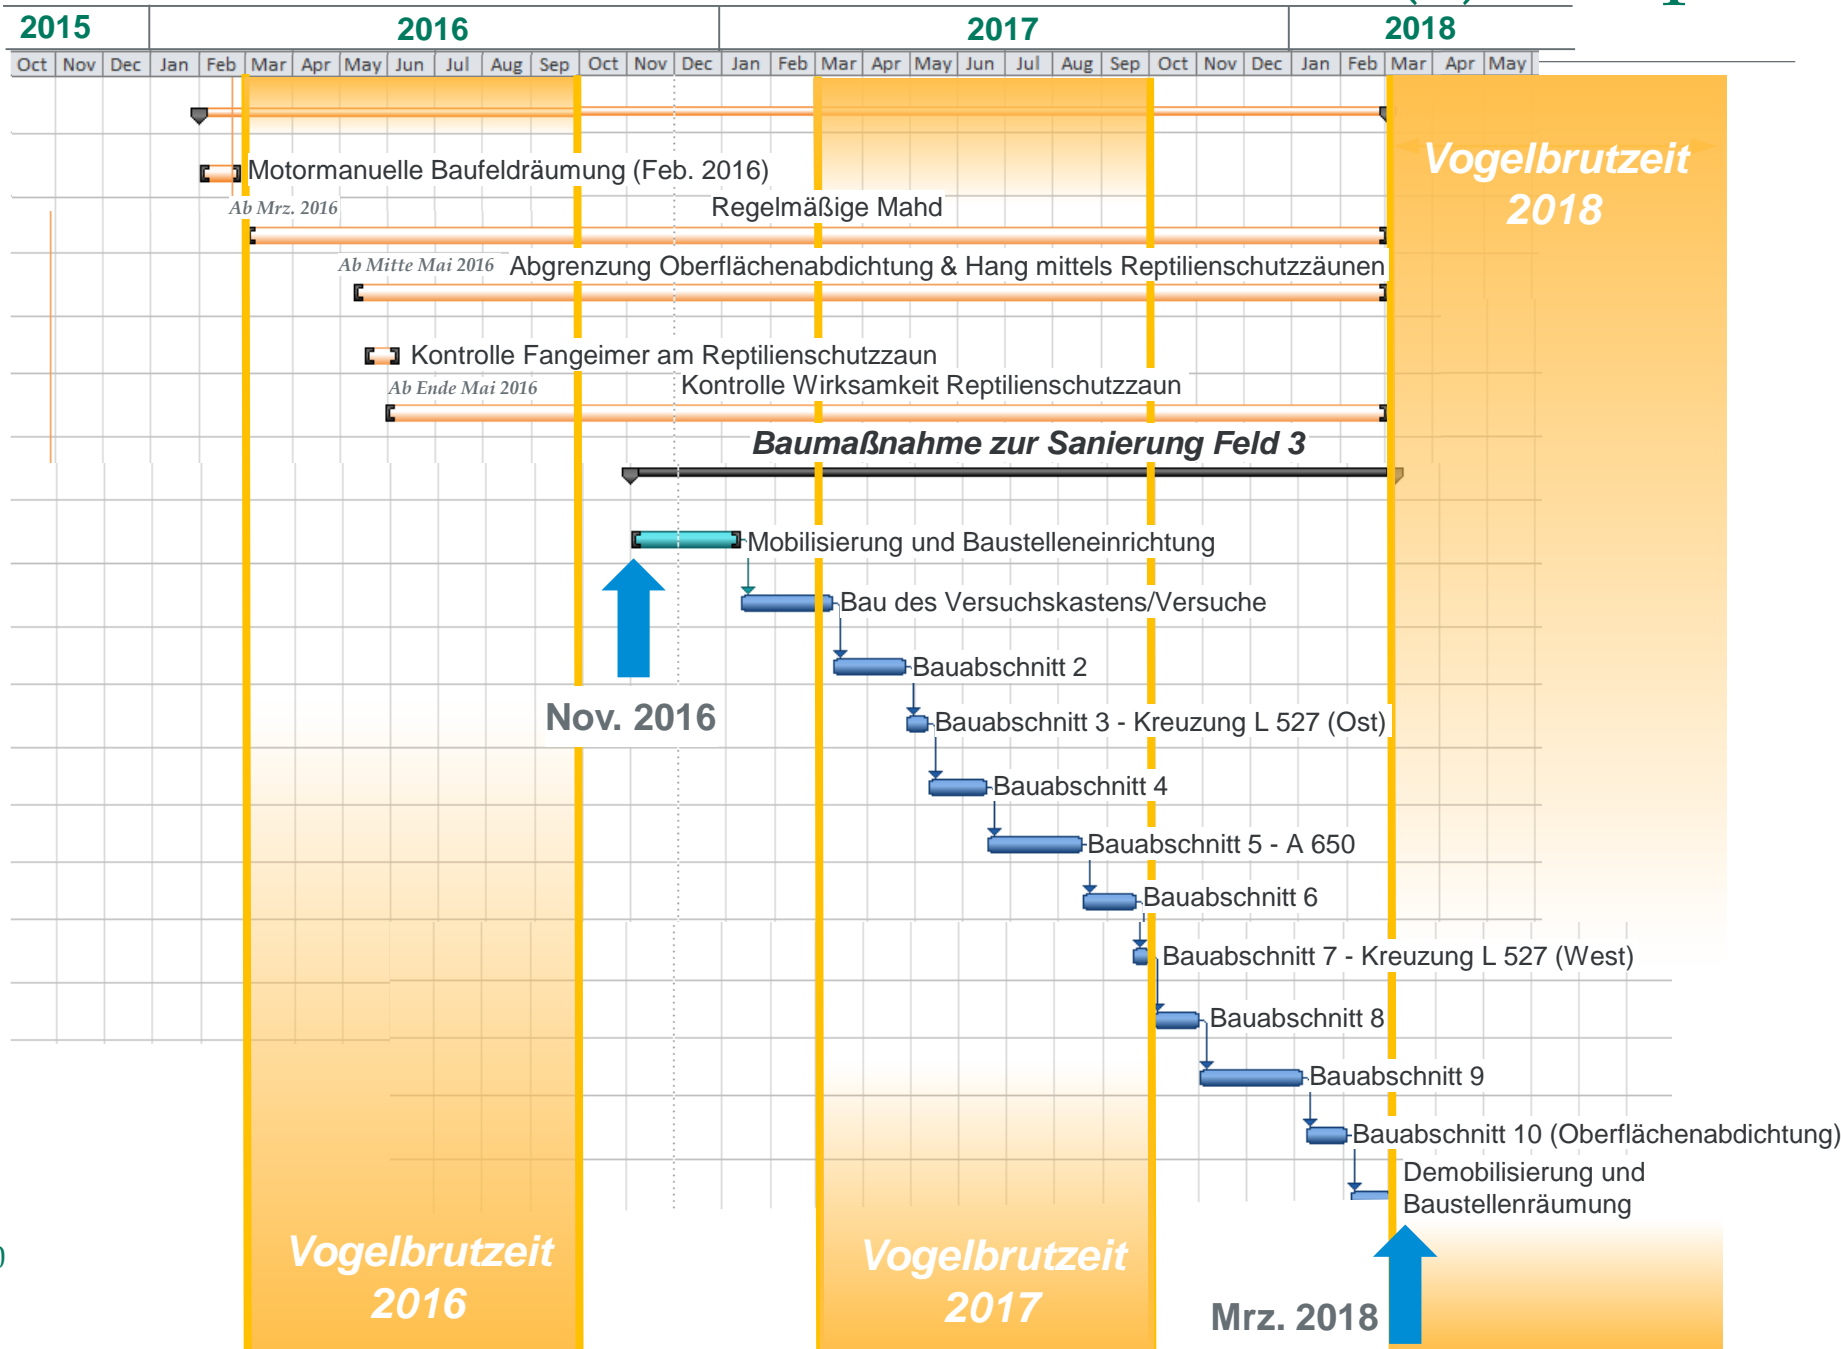 2015 2016 2017 2018
Oct Nov Dec Jan Feb Mar Apr May Jun Jul Aug Sep Oct Nov Dec Jan Feb Mar Apr May Jun Jul Aug Sep Oct Nov Dec Jan Feb Mar Apr May
Motormanuelle Baufeldräumung (Feb. 2016)
Vogelbrutzeit
2018
Ab Mrz. 2016
Regelmäßige Mahd
Ab Mitte Mai 2016
Abgrenzung Oberflächenabdichtung & Hang mittels Reptilienschutzzäunen
Kontrolle Fangeimer am Reptilienschutzzaun
Ab Ende Mai 2016
Kontrolle Wirksamkeit Reptilienschutzzaun
Baumaßnahme zur Sanierung Feld 3
Mobilisierung und Baustelleneinrichtung
Bau des Versuchskastens/Versuche
Bauabschnitt 2
Nov. 2016
Bauabschnitt 3 - Kreuzung L 527 (Ost)
Bauabschnitt 4
Bauabschnitt 5 - A 650
Bauabschnitt 6
Bauabschnitt 7 - Kreuzung L 527 (West)
Bauabschnitt 8
Bauabschnitt 9
Bauabschnitt 10 (Oberflächenabdichtung)
Demobilisierung und
Baustellenräumung
Vogelbrutzeit
2016
Vogelbrutzeit
2017
Mrz. 2018